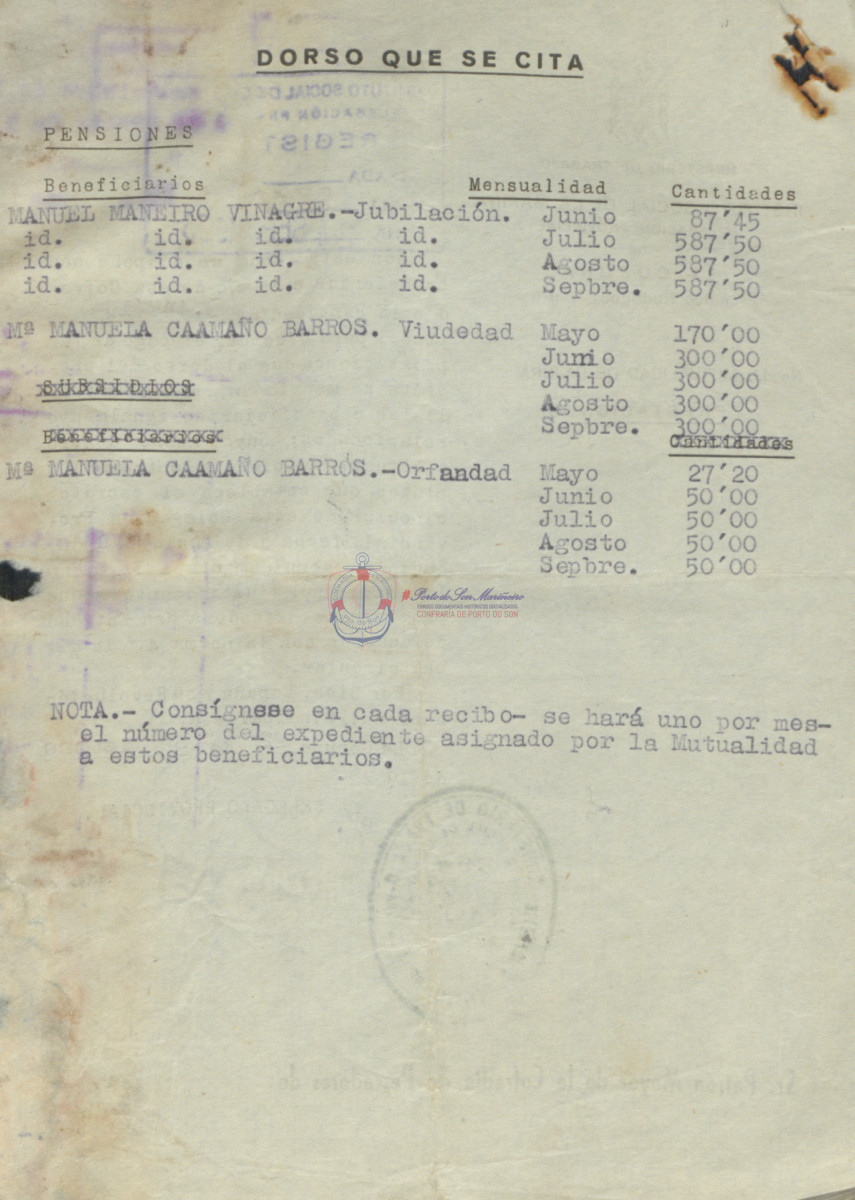 DORSO QUE SE CITA
PENSIONES
Beneficiarios Mensualidad Cantidades
MANUEL MANEIRO VINAGRE.-Jubilación. Junio 87'45
id. id. id. id. Julio 587'50
id. id. id. id. Agosto 587'50
id. id. id. id. Sepbre. 587'50
Mª MANUELA CAAMAÑO BARROS. Viudedad Mayo 170'00
Junio 300'00
SUBSIDIOS Julio 300'00
Agosto 300'00
Sepbre. 300'00
Beneficiarios Cantidades
Mª MANUELA CAAMAÑO BARROS.-Orfandad Mayo 27'20
Junio 50'00
Julio 50'00
Agosto 50'00
Sepbre. 50'00
#Porto do Son Mariñeiro
CONFRARÍA DE PORTO DO SON
NOTA.- Consígnese en cada recibo- se hará uno por mes-
el número del expediente asignado por la Mutualidad
a estos beneficiarios.